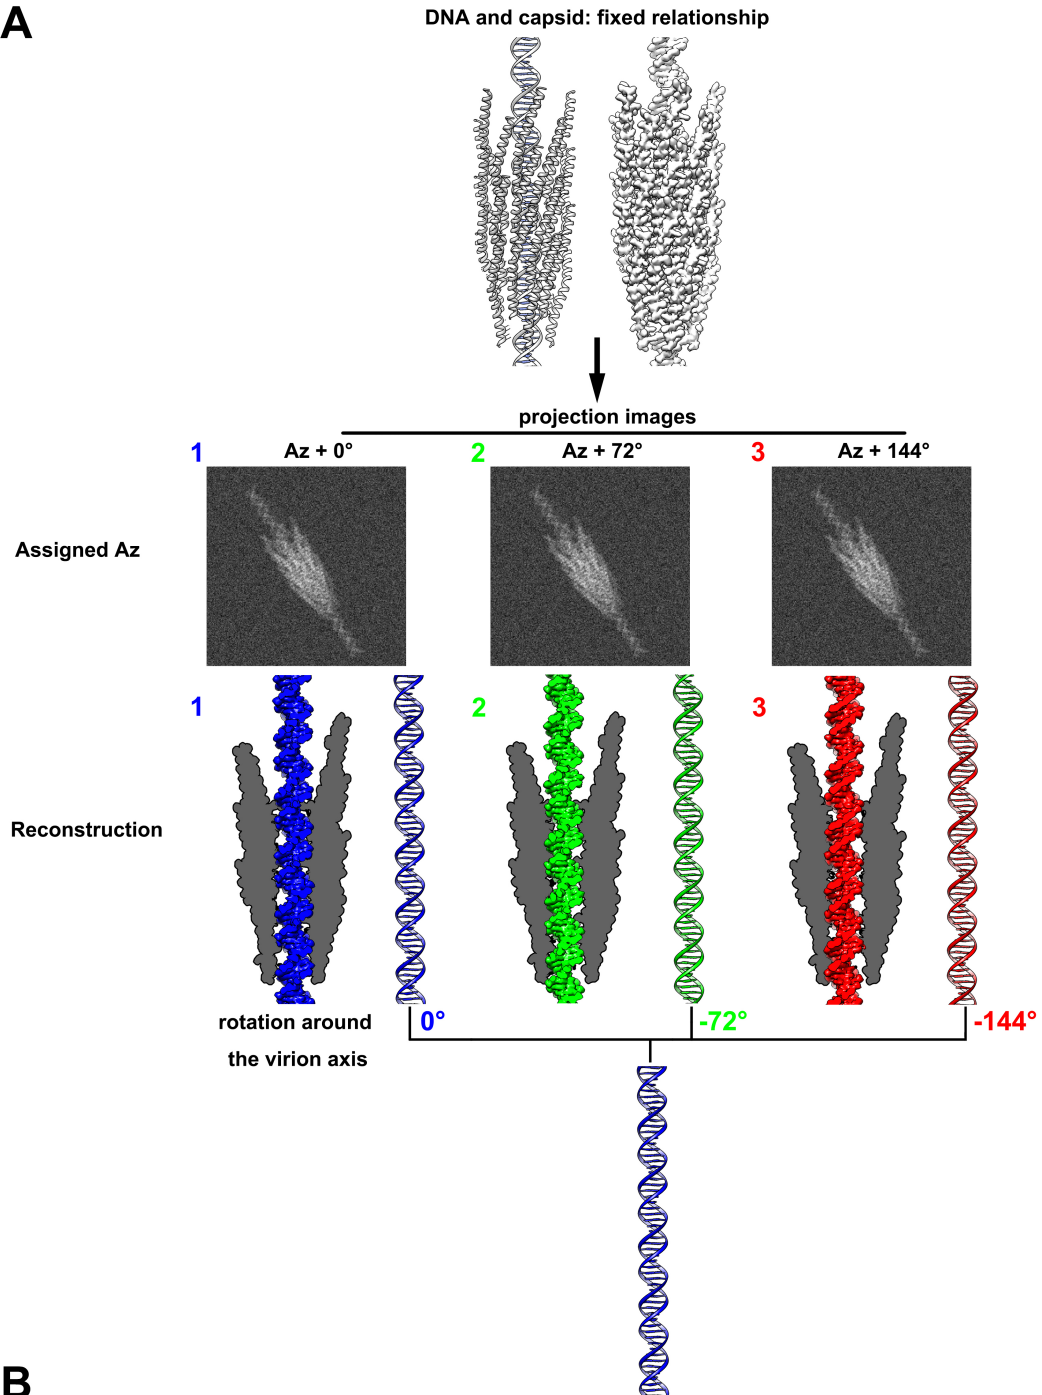 A
DNA and capsid: fixed relationship
projection images
1 Az + 0° 2 Az + 72° 3 Az + 144°
Assigned Az
1 2 3
Reconstruction
rotation around 0° -72° -144°
the virion axis
B